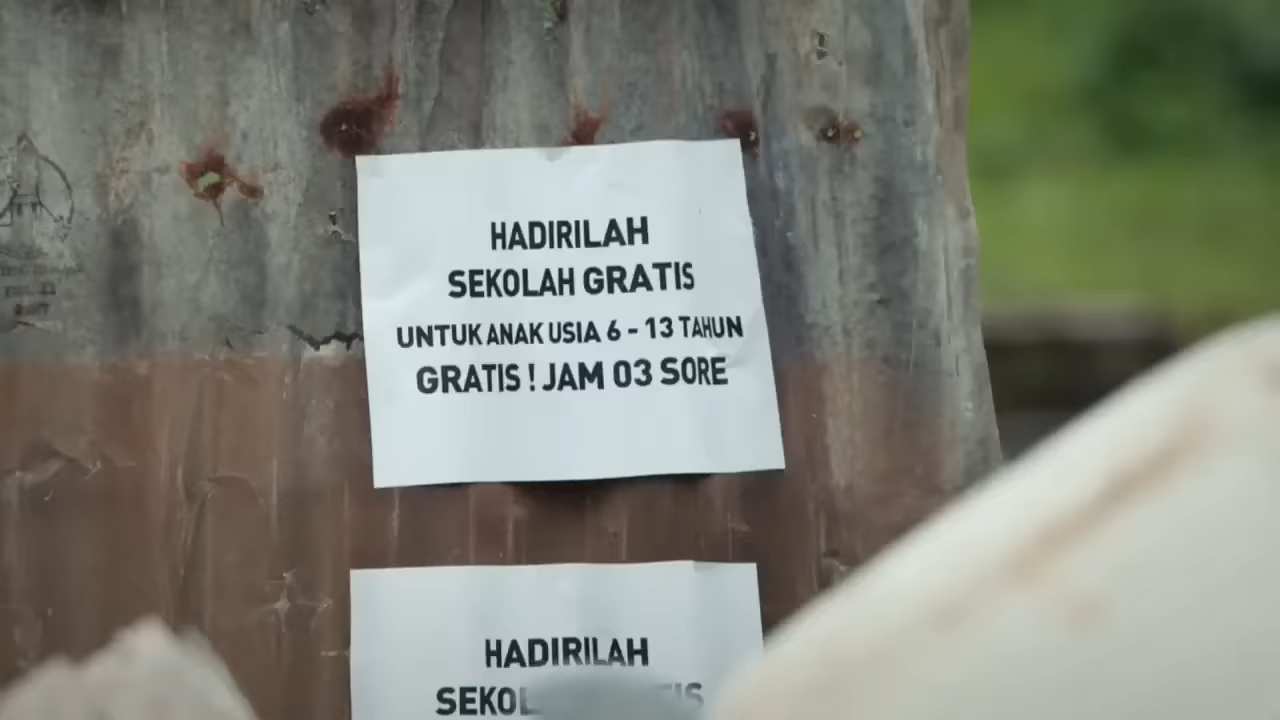 HADIRILAH
SEKOLAH GRATIS
UNTUK ANAK USIA 6 - 13 TAHUN
GRATIS ! JAM 03 SORE
HADIRILAH